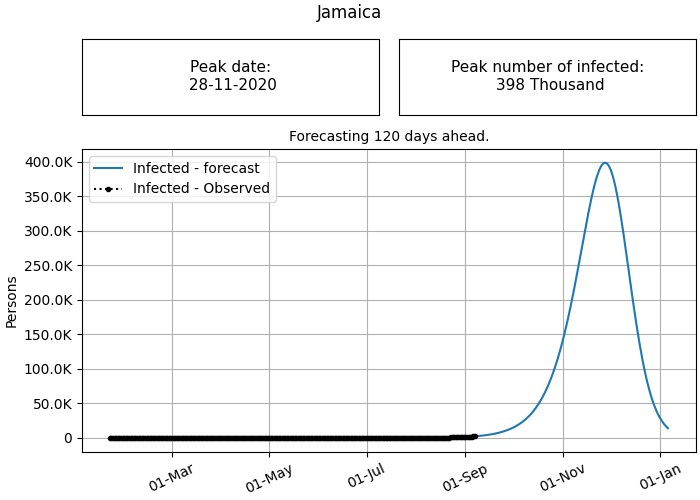 Jamaica
Peak date:
28-11-2020
Peak number of infected:
398 Thousand
Forecasting 120 days ahead.
Infected - forecast
Infected - Observed
400.0K
350.0K
300.0K
250.0K
200.0K
150.0K
100.0K
50.0K
0
Persons
01-Mar
01-May
01-Jul
01-Sep
01-Nov
01-Jan